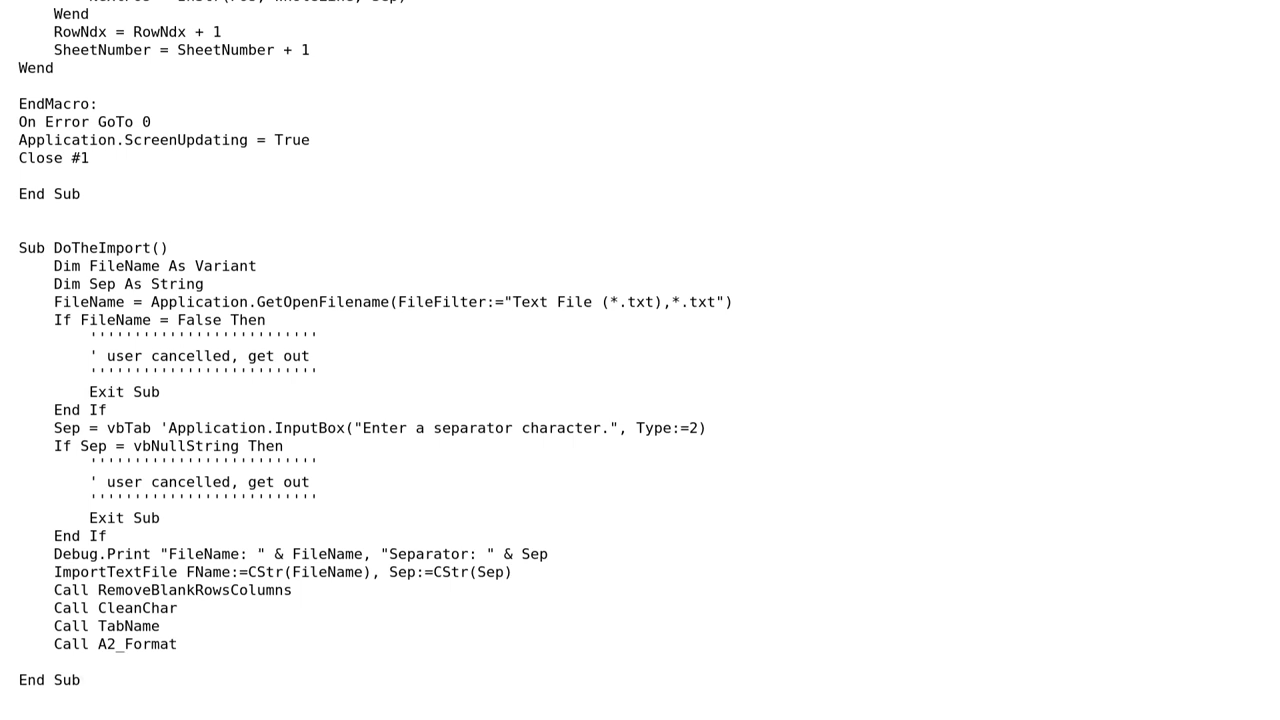 Wend
RowNdx = RowNdx + 1
SheetNumber = SheetNumber + 1
Wend
EndMacro:
On Error GoTo 0
Application.ScreenUpdating = True
Close #1
End Sub
Sub DoTheImport()
Dim FileName As Variant
Dim Sep As String
FileName = Application.GetOpenFilename(FileFilter:="Text File (*.txt),*.txt")
If FileName = False Then
''''''''''''''''''''''''''
' user cancelled, get out
''''''''''''''''''''''''''
Exit Sub
End If
Sep = vbTab 'Application.InputBox("Enter a separator character.", Type:=2)
If Sep = vbNullString Then
''''''''''''''''''''''''''
' user cancelled, get out
''''''''''''''''''''''''''
Exit Sub
End If
Debug.Print "FileName: " & FileName, "Separator: " & Sep
ImportTextFile FName:=CStr(FileName), Sep:=CStr(Sep)
Call RemoveBlankRowsColumns
Call CleanChar
Call TabName
Call A2_Format
End Sub